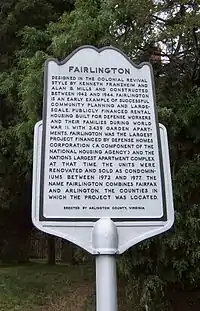 FAIRLINGTON
DESIGNED IN THE COLONIAL REVIVAL
STYLE BY KENNETH FRANZHEIM AND
ALAN B. MILLS AND CONSTRUCTED
BETWEEN 1942 AND 1944, FAIRLINGTON
IS AN EARLY EXAMPLE OF SUCCESSFUL
COMMUNITY PLANNING AND LARGE-
SCALE, PUBLICLY FINANCED RENTAL
HOUSING BUILT FOR DEFENSE WORKERS
AND THEIR FAMILIES DURING WORLD
WAR II. WITH 3,439 GARDEN APART-
MENTS, FAIRLINGTON WAS THE LARGEST
PROJECT FINANCED BY DEFENSE HOMES
CORPORATION (A COMPONENT OF THE
NATIONAL HOUSING AGENCY) AND THE
NATION'S LARGEST APARTMENT COMPLEX
AT THAT TIME. THE UNITS WERE
RENOVATED AND SOLD AS CONDOMIN-
IUMS BETWEEN 1972 AND 1977. THE
NAME FAIRLINGTON COMBINES FAIRFAX
AND ARLINGTON, THE COUNTIES IN
WHICH THE PROJECT WAS LOCATED.
ERECTED BY ARLINGTON COUNTY, VIRGINIA